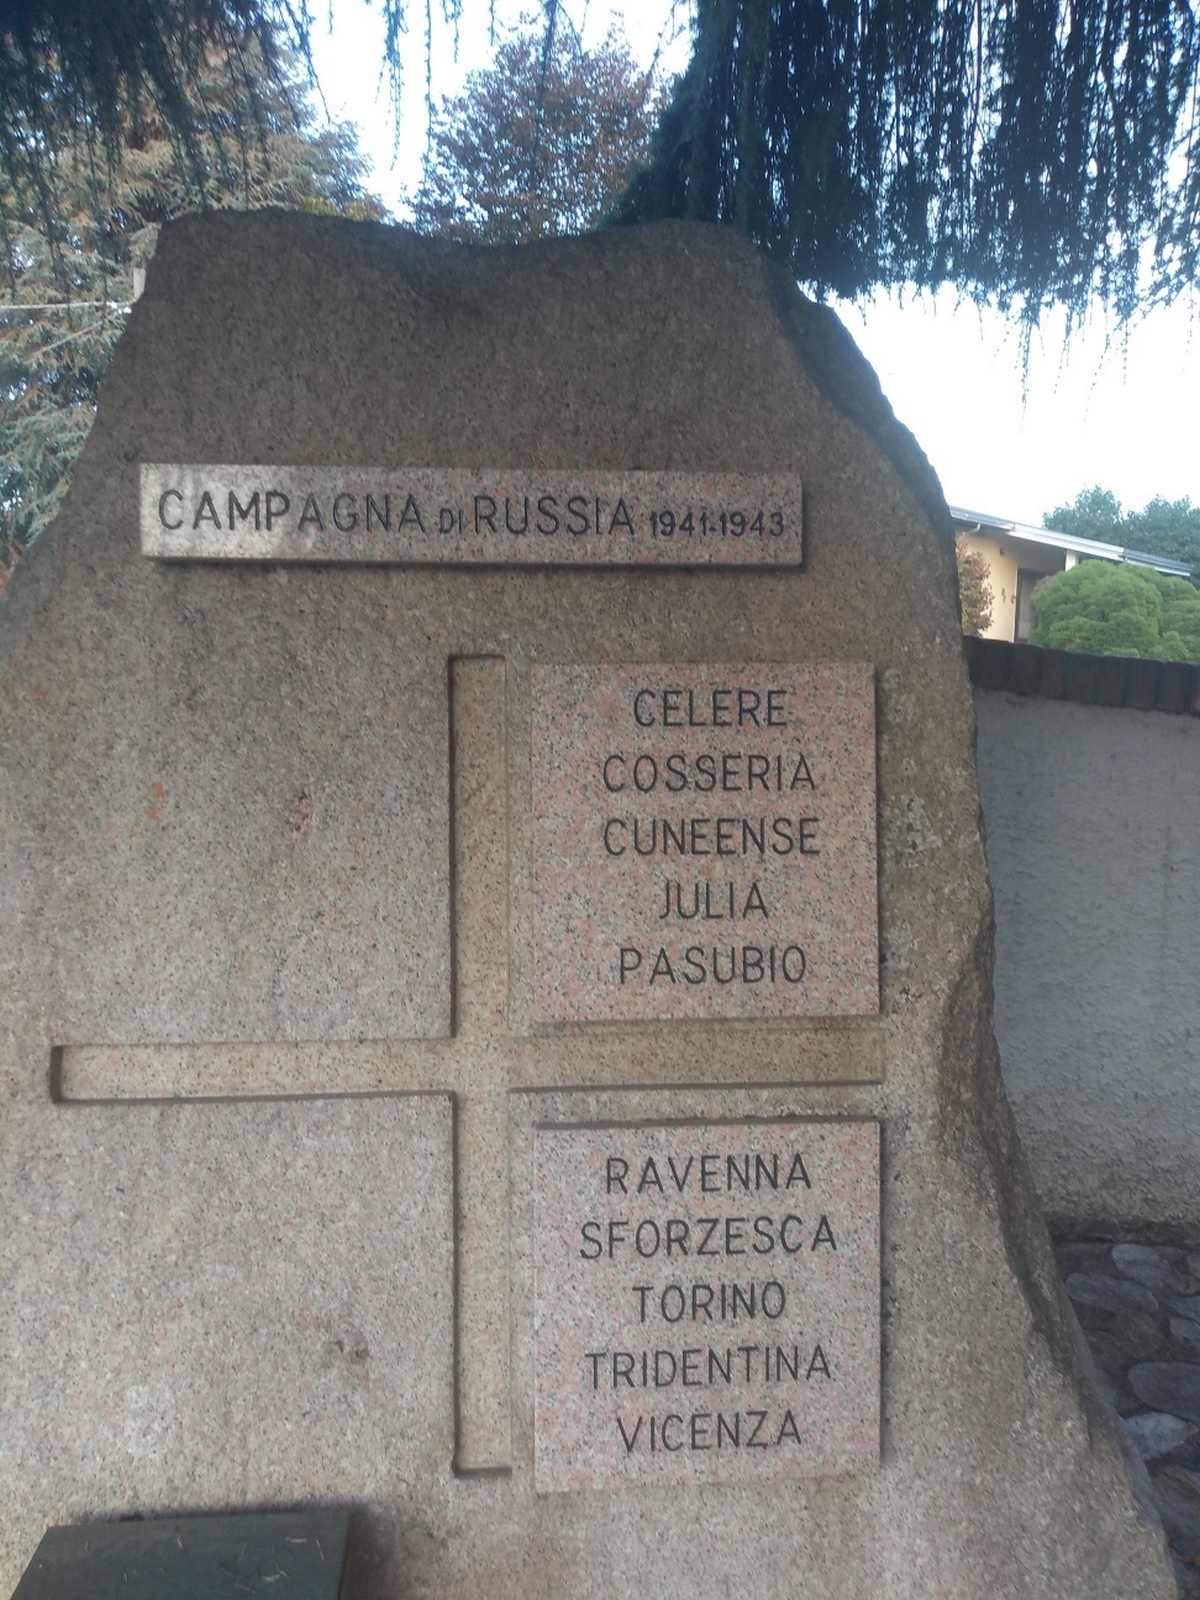 CAMPAGNA DI RUSSIA 1941-1943
CELERE
COSSERIA
CUNEENSE
JULIA
PASUBIO
RAVENNA
SFORZESCA
TORINO
TRIDENTINA
VICENZA